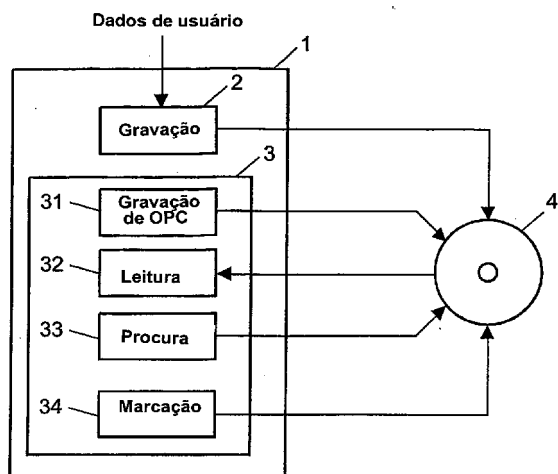 Dados de usuário
1
2
Gravação
3
31
Gravação
de OPC
4
32
Leitura
33
Procura
34
Marcação